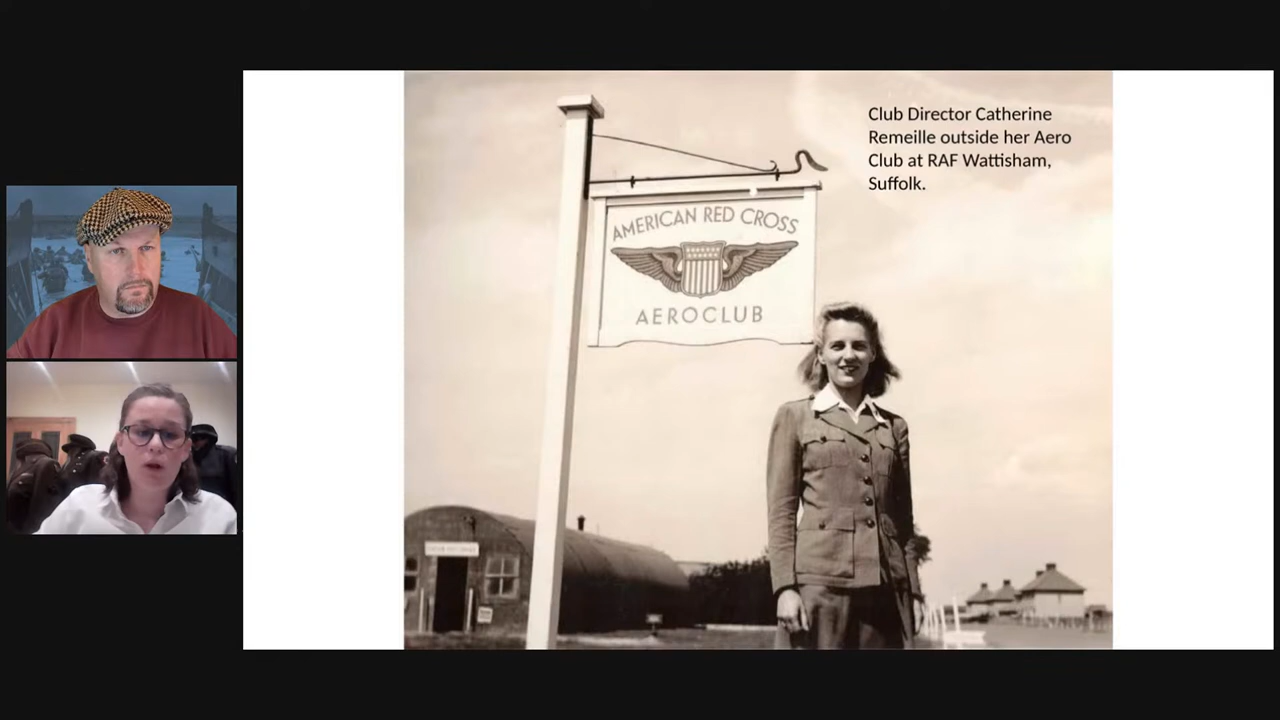 Club Director Catherine
Remeille outside her Aero
Club at RAF Wattisham,
Suffolk.
AMERICAN RED CROSS
AEROCLUB